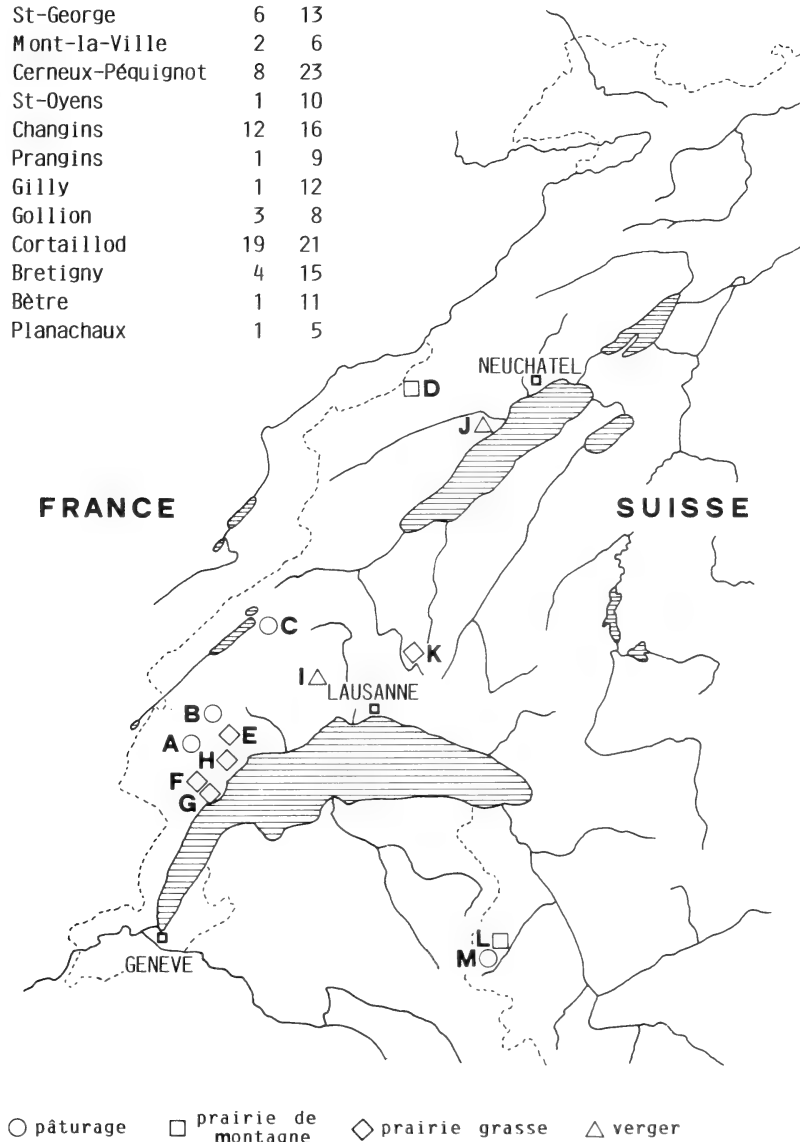 St-George 6 13
Mont-la-Ville 2 6
Cerneux-Péquignot 8 23
St-Oyens 1 10
Changins 12 16
Prangins 1 9
Gilly 1 12
Gollion 3 8
Cortaillod 19 21
Bretigny 4 15
Bètre 1 11
Planachaux 1 5
NEUCHATEL
D
J
FRANCE
SUISSE
C
K
I
LAUSANNE
B
E
A
H
F
G
L
M
GENEVE
pâturage
prairie de
montagne
prairie grasse
verger